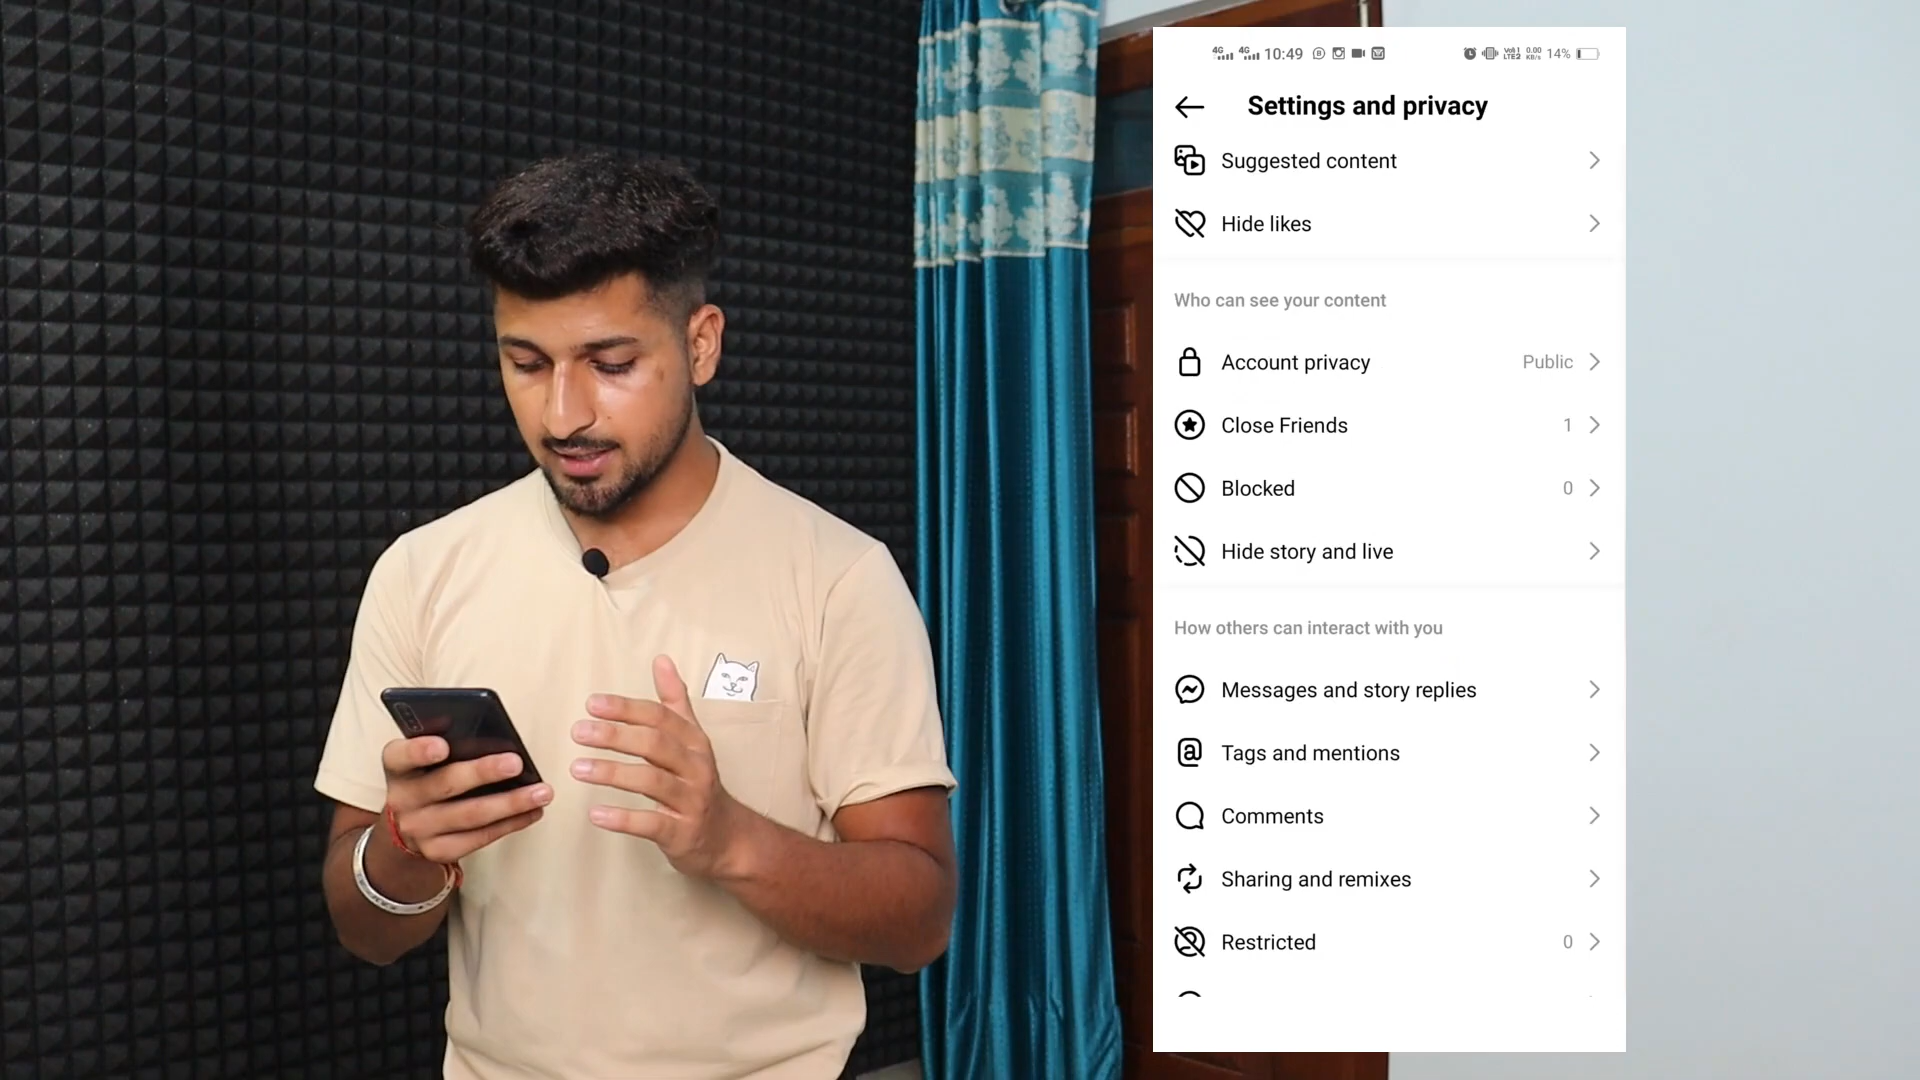 4G 4G 10:49 14%
Settings and privacy
Suggested content
Hide likes
Who can see your content
Account privacy Public
Close Friends 1
Blocked 0
Hide story and live
How others can interact with you
Messages and story replies
Tags and mentions
Comments
Sharing and remixes
Restricted 0